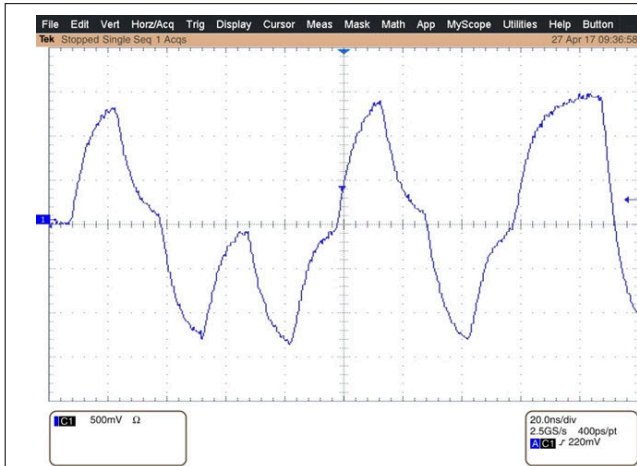 File Edit Vert Horz/Acq Trig Display Cursor Meas Mask Math App MyScope Utilities Help Button
Tek Stopped Single Seq 1 Acqs 27 Apr 17 09:36:58
1
C1 500mV Ω
20.0ns/div
2.5GS/s 400ps/pt
A C1 220mV